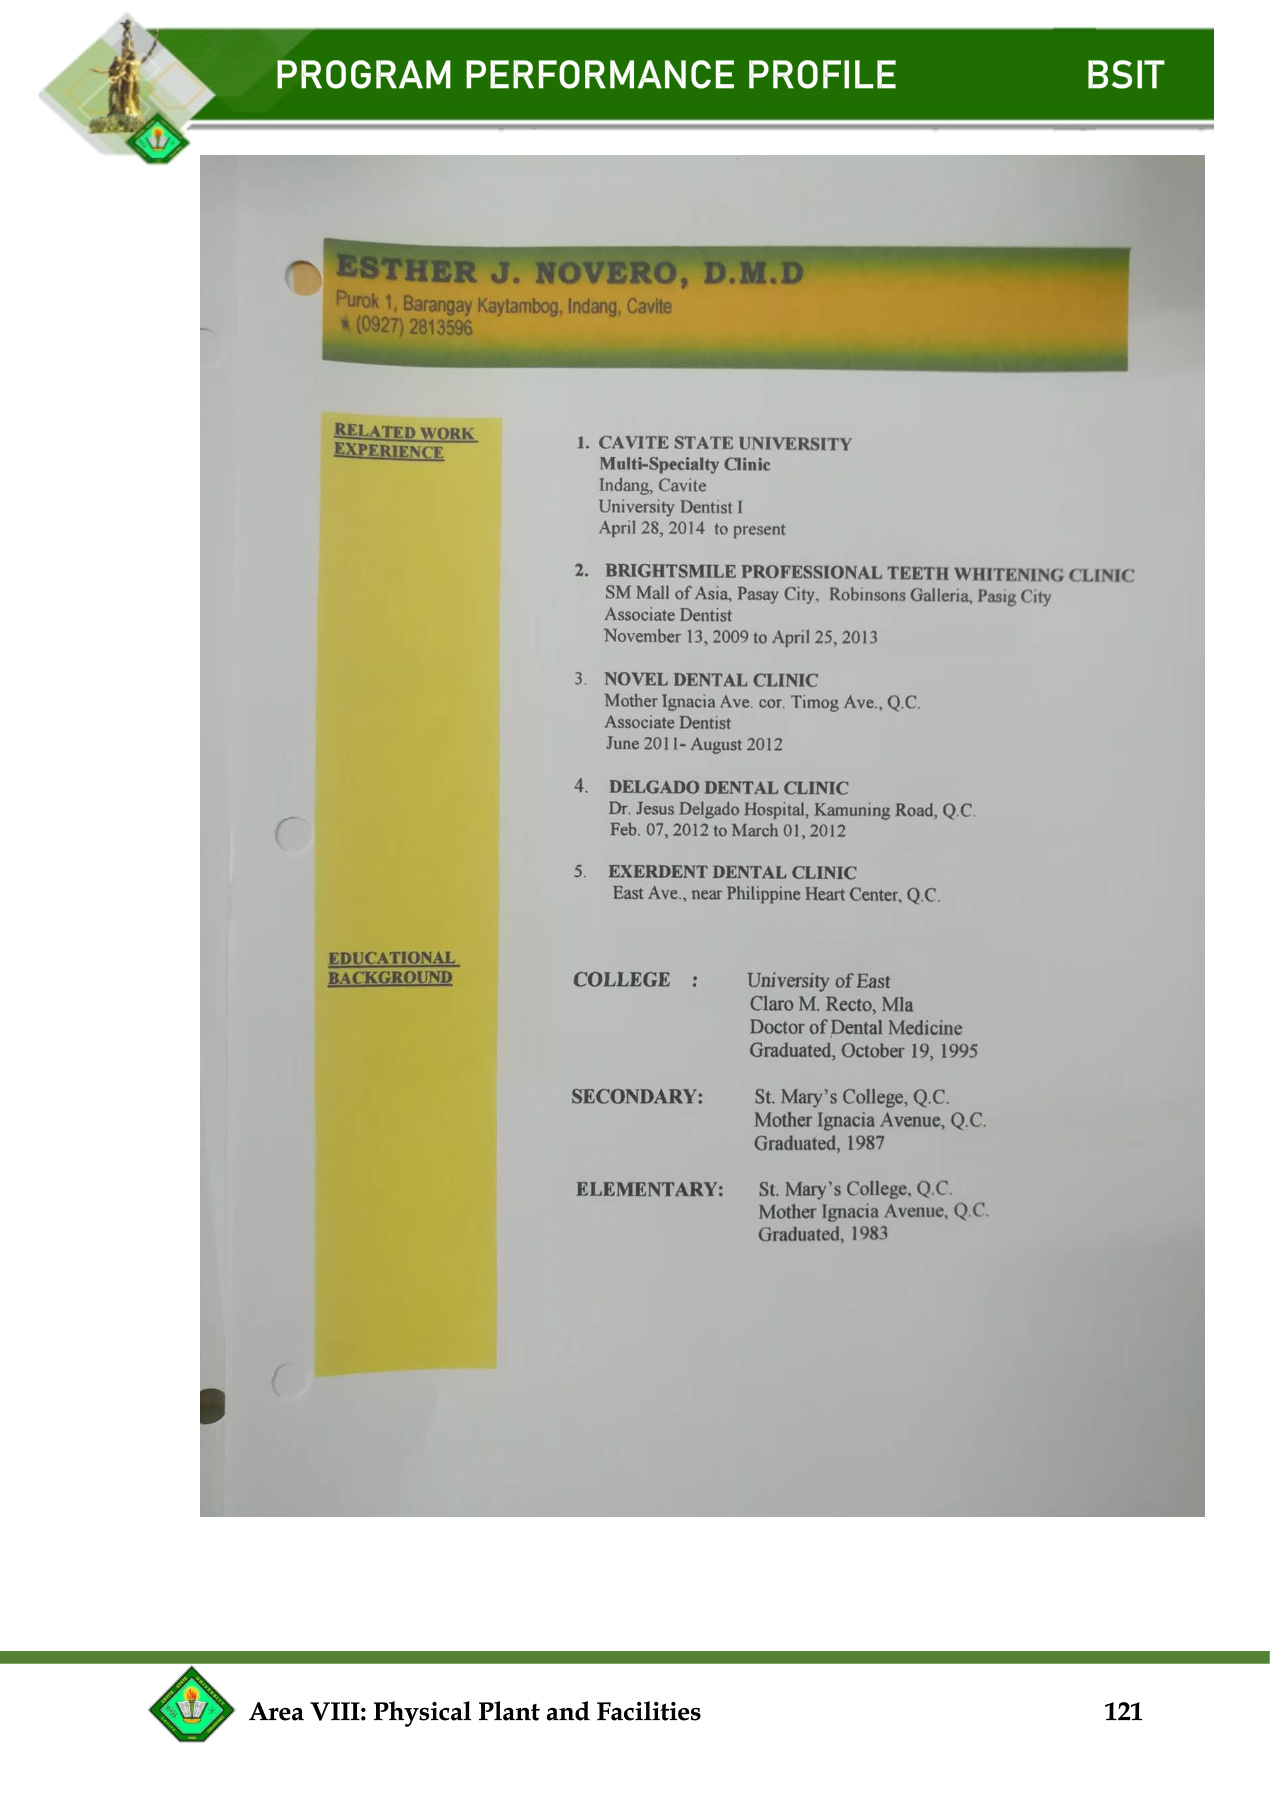 PROGRAM PERFORMANCE PROFILE BSIT
ESTHER J. NOVERO, D.M.D
Purok 1, Barangay Kaytambog, Indang, Cavite
(0927) 2813596
RELATED WORK
EXPERIENCE
1. CAVITE STATE UNIVERSITY
Multi-Specialty Clinic
Indang, Cavite
University Dentist I
April 28, 2014 to present
2. BRIGHTSMILE PROFESSIONAL TEETH WHITENING CLINIC
SM Mall of Asia, Pasay City, Robinsons Galleria, Pasig City
Associate Dentist
November 13, 2009 to April 25, 2013
3. NOVEL DENTAL CLINIC
Mother Ignacia Ave. cor. Timog Ave., Q.C.
Associate Dentist
June 2011- August 2012
4. DELGADO DENTAL CLINIC
Dr. Jesus Delgado Hospital, Kamuning Road, Q.C.
Feb. 07, 2012 to March 01, 2012
5. EXERDENT DENTAL CLINIC
East Ave., near Philippine Heart Center, Q.C.
EDUCATIONAL
BACKGROUND
COLLEGE : University of East
Claro M. Recto, Mla
Doctor of Dental Medicine
Graduated, October 19, 1995
SECONDARY: St. Mary's College, Q.C.
Mother Ignacia Avenue, Q.C.
Graduated, 1987
ELEMENTARY: St. Mary's College, Q.C.
Mother Ignacia Avenue, Q.C.
Graduated, 1983
Area VIII: Physical Plant and Facilities 121